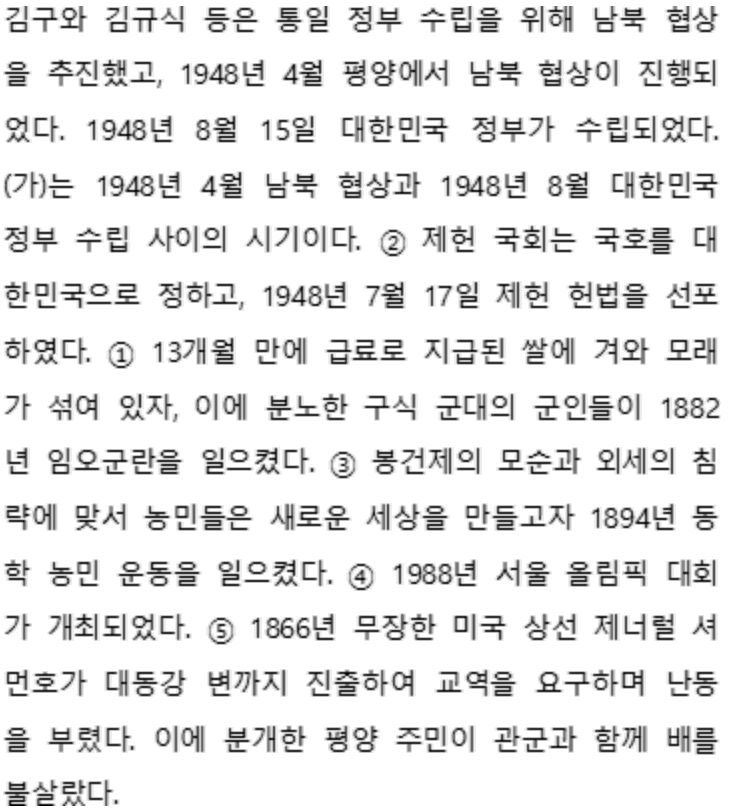 김구와 김규식 등은 통일 정부 수립을 위해 남북 협상
을 추진했고, 1948년 4월 평양에서 남북 협상이 진행되
었다. 1948년 8월 15일 대한민국 정부가 수립되었다.
(가)는 1948년 4월 남북 협상과 1948년 8월 대한민국
정부 수립 사이의 시기이다. ② 제헌 국회는 국호를 대
한민국으로 정하고, 1948년 7월 17일 제헌 헌법을 선포
하였다. ① 13개월 만에 급료로 지급된 쌀에 겨와 모래
가 섞여 있자, 이에 분노한 구식 군대의 군인들이 1882
년 임오군란을 일으켰다. ③ 봉건제의 모순과 외세의 침
략에 맞서 농민들은 새로운 세상을 만들고자 1894년 동
학 농민 운동을 일으켰다. ④ 1988년 서울 올림픽 대회
가 개최되었다. ⑤ 1866년 무장한 미국 상선 제너럴 셔
먼호가 대동강 변까지 진출하여 교역을 요구하며 난동
을 부렸다. 이에 분개한 평양 주민이 관군과 함께 배를
불살랐다.